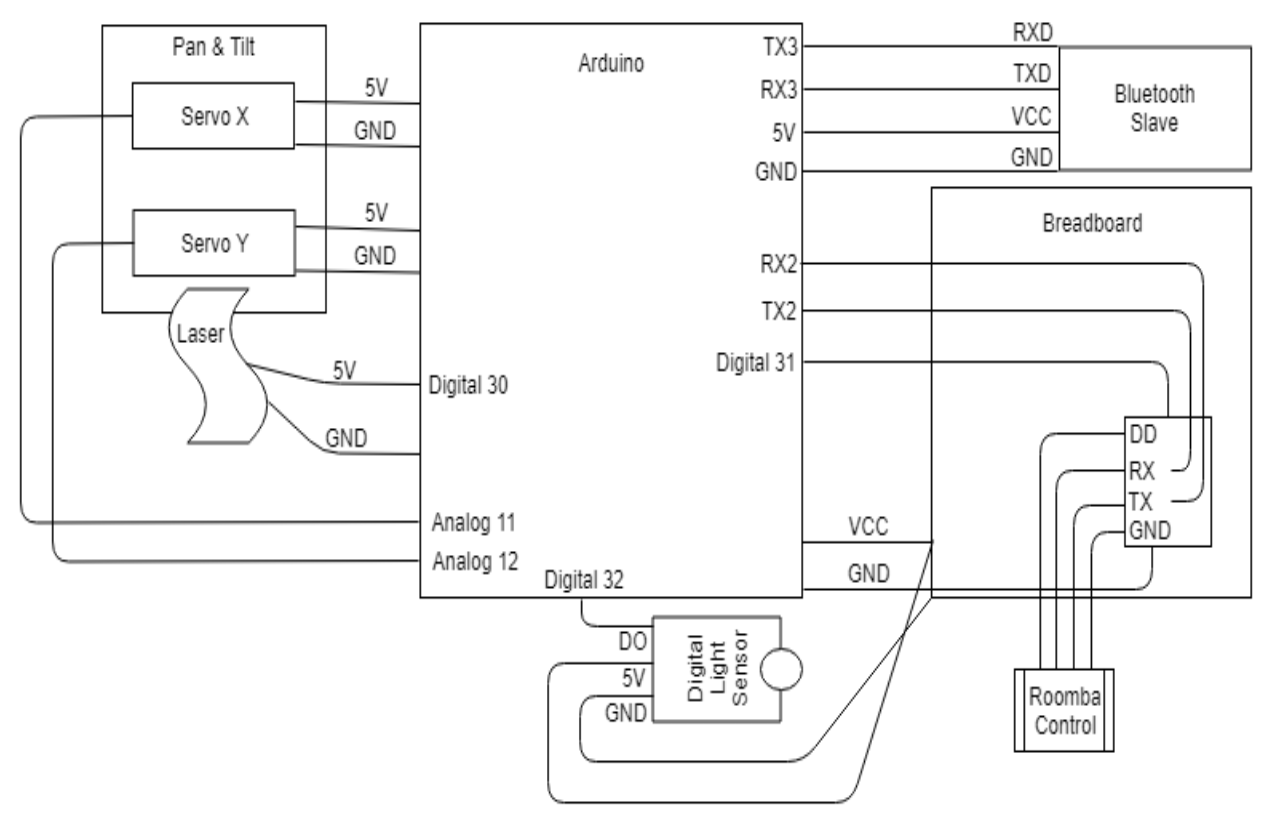 Pan & Tilt
Servo X
5V
GND
Servo Y
5V
GND
Laser
5V
GND
Arduino
TX3
RX3
5V
GND
RX2
TX2
Digital 31
Digital 30
Analog 11
Analog 12
Digital 32
VCC
GND
RXD
TXD
VCC
GND
Bluetooth
Slave
Breadboard
DD
RX
TX
GND
DO
5V
GND
Digital
Light
Sensor
Roomba
Control